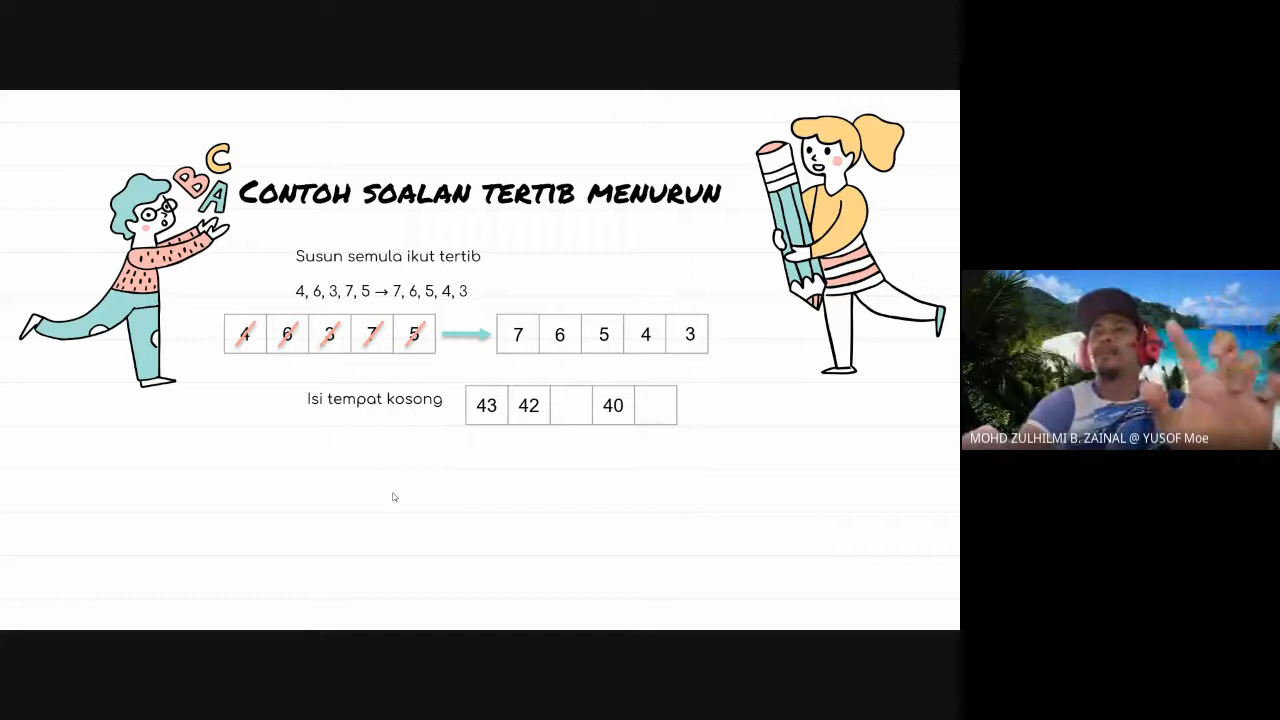 C
B
A
Contoh soalan tertib menurun
Susun semula ikut tertib
4, 6, 3, 7, 5 → 7, 6, 5, 4, 3
4 6 3 7 5 7 6 5 4 3
Isi tempat kosong 43 42 40
MOHD ZULHILMI B. ZAINAL @ YUSOF Moe